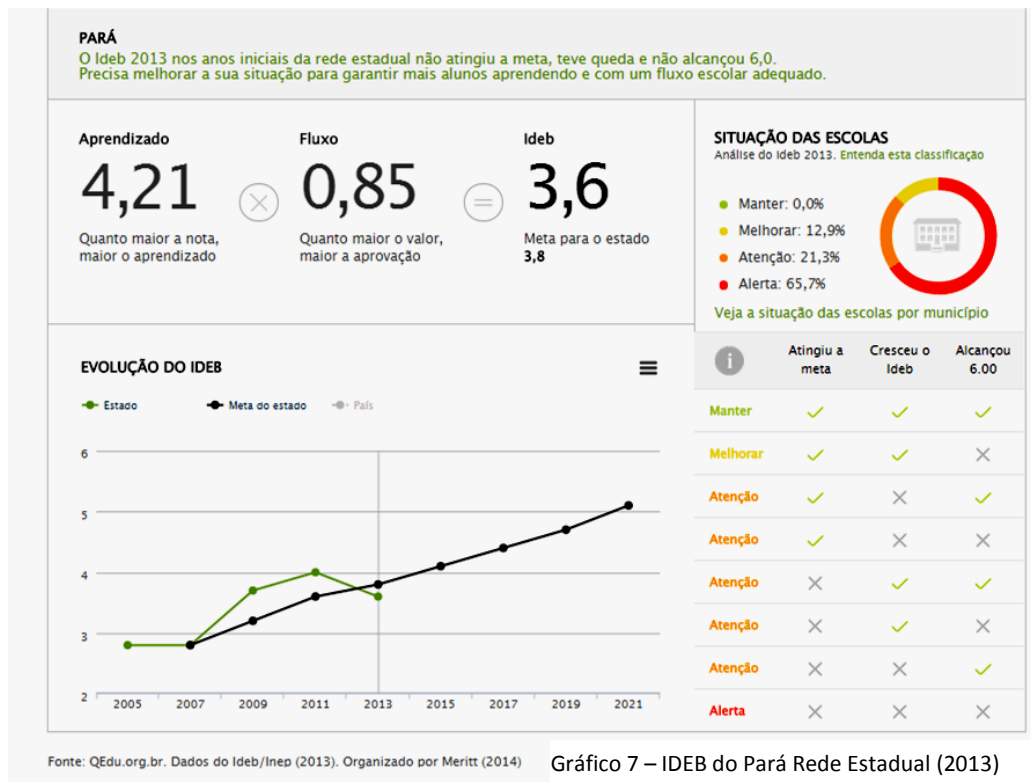 PARÁ
O Ideb 2013 nos anos iniciais da rede estadual não atingiu a meta, teve queda e não alcançou 6,0.
Precisa melhorar a sua situação para garantir mais alunos aprendendo e com um fluxo escolar adequado.
Aprendizado
4,21
Quanto maior a nota,
maior o aprendizado
Fluxo
0,85
Quanto maior o valor,
maior a aprovação
Ideb
3,6
Meta para o estado
3,8
SITUAÇÃO DAS ESCOLAS
Análise do Ideb 2013. Entenda esta classificação
Manter: 0,0%
Melhorar: 12,9%
Atenção: 21,3%
Alerta: 65,7%
Veja a situação das escolas por município
EVOLUÇÃO DO IDEB
Estado Meta do estado País
6
5
4
3
2
2005 2007 2009 2011 2013 2015 2017 2019 2021
i Atingiu a meta Cresceu o Ideb Alcançou 6.00
Manter
Melhorar
Atenção
Atenção
Atenção
Atenção
Atenção
Alerta
Fonte: QEdu.org.br. Dados do Ideb/Inep (2013). Organizado por Meritt (2014)
Gráfico 7 – IDEB do Pará Rede Estadual (2013)